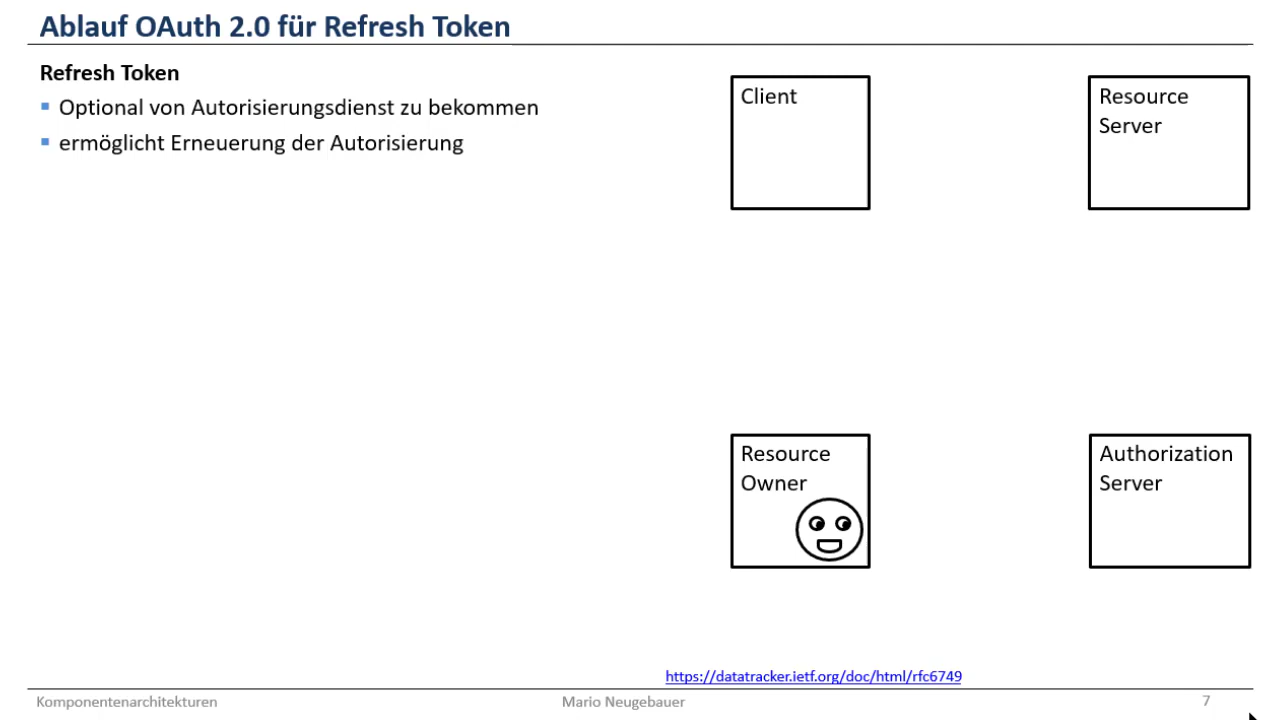 Ablauf OAuth 2.0 für Refresh Token
Refresh Token
Optional von Autorisierungsdienst zu bekommen
ermöglicht Erneuerung der Autorisierung
Client
Resource
Server
Resource
Owner
Authorization
Server
https://datatracker.ietf.org/doc/html/rfc6749
Komponentenarchitekturen
Mario Neugebauer
7